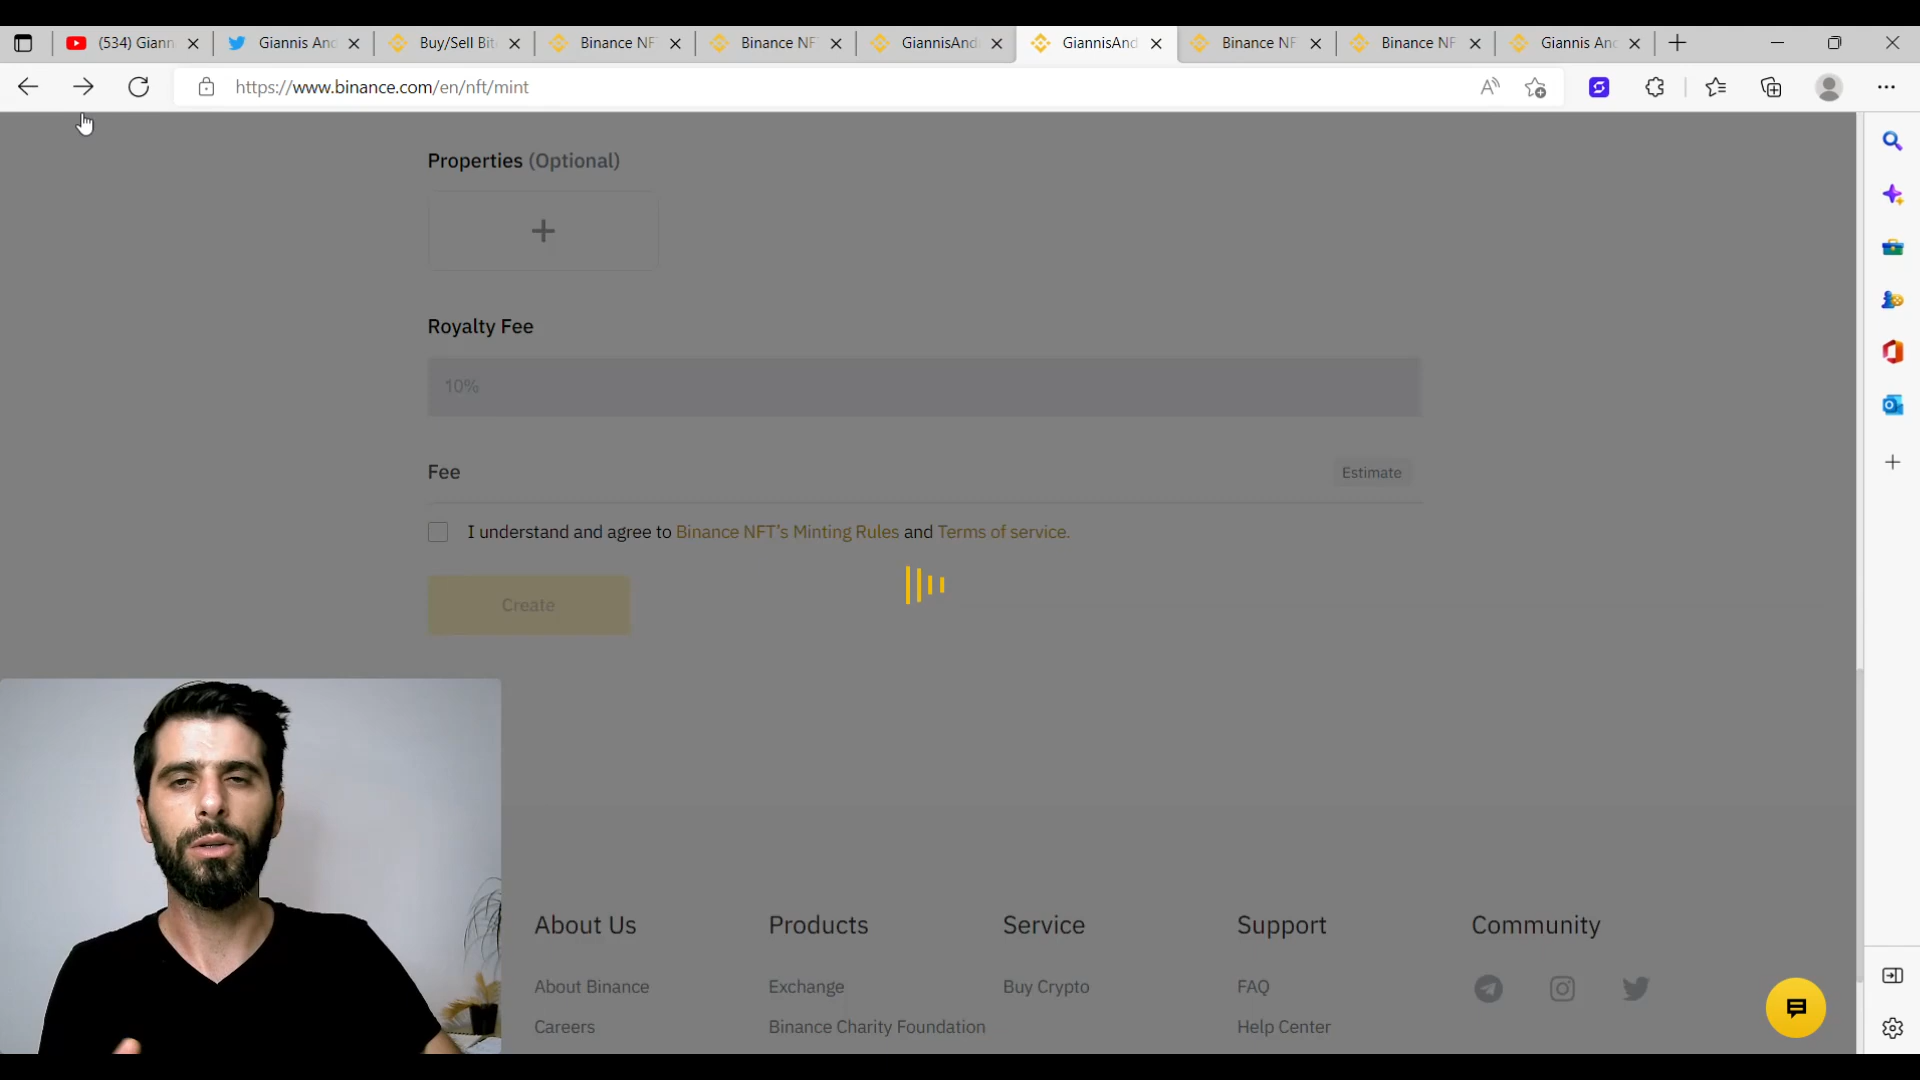 (534) Giann
Giannis And
Buy/Sell Bit
Binance NF
Binance NF
GiannisAnd
GiannisAnd
Binance NF
Binance NF
Giannis And
https://www.binance.com/en/nft/mint
Properties (Optional)
Royalty Fee
10%
Fee
Estimate
I understand and agree to Binance NFT's Minting Rules and Terms of service.
Create
About Us
Products
Service
Support
Community
About Binance
Exchange
Buy Crypto
FAQ
Careers
Binance Charity Foundation
Help Center